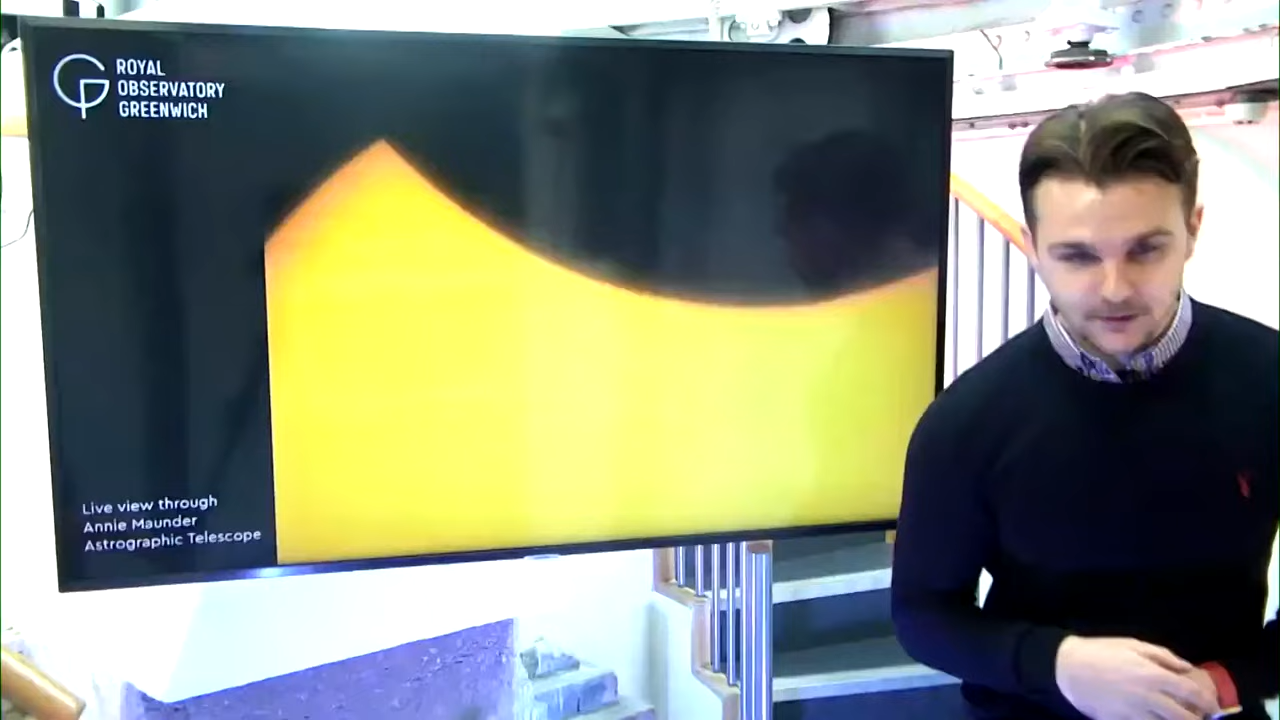 ROYAL
OBSERVATORY
GREENWICH
Live view through
Annie Maunder
Astrographic Telescope